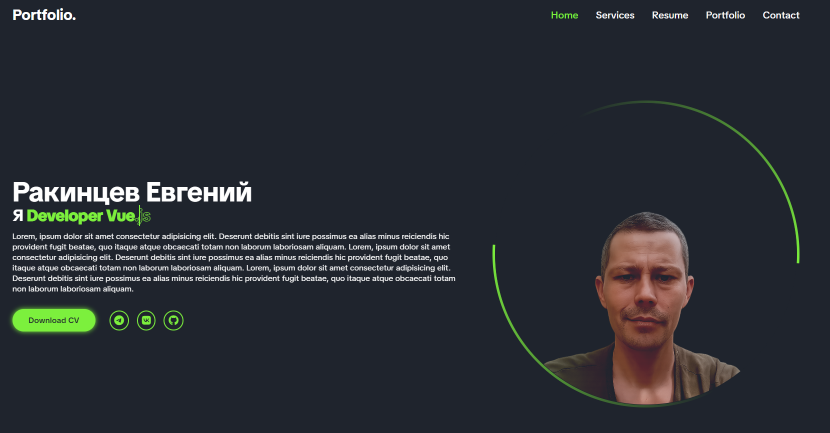 Portfolio.
Home Services Resume Portfolio Contact
Ракинцев Евгений
Я Developer Vue.js
Lorem, ipsum dolor sit amet consectetur adipisicing elit. Deserunt debitis sint iure possimus ea alias minus reiciendis hic
provident fugit beatae, quo itaque atque obcaecati totam non laborum laboriosam aliquam. Lorem, ipsum dolor sit amet
consectetur adipisicing elit. Deserunt debitis sint iure possimus ea alias minus reiciendis hic provident fugit beatae, quo
itaque atque obcaecati totam non laborum laboriosam aliquam. Lorem, ipsum dolor sit amet consectetur adipisicing elit.
Deserunt debitis sint iure possimus ea alias minus reiciendis hic provident fugit beatae, quo itaque atque obcaecati totam
non laborum laboriosam aliquam.
Download CV